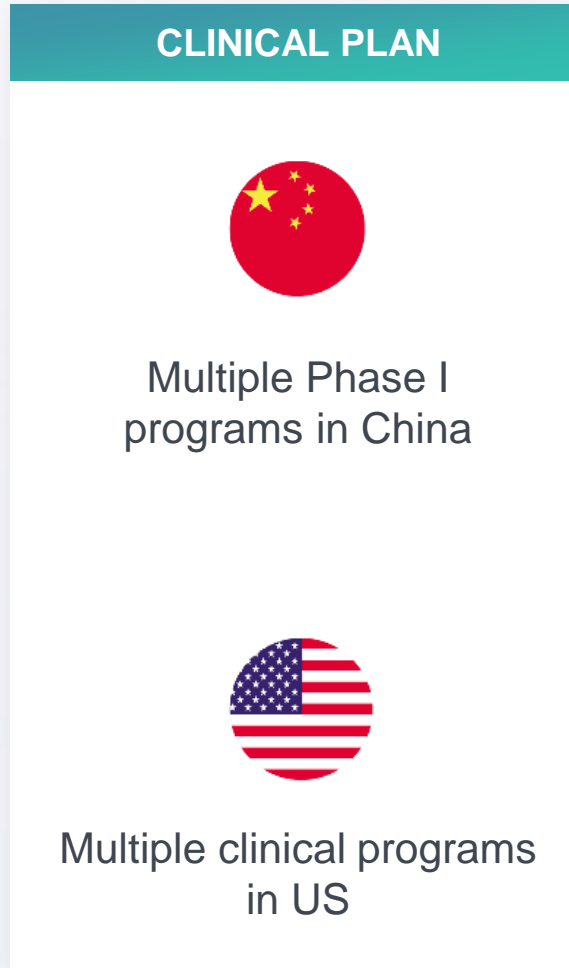 CLINICAL PLAN
Multiple Phase I
programs in China
Multiple clinical programs
in US